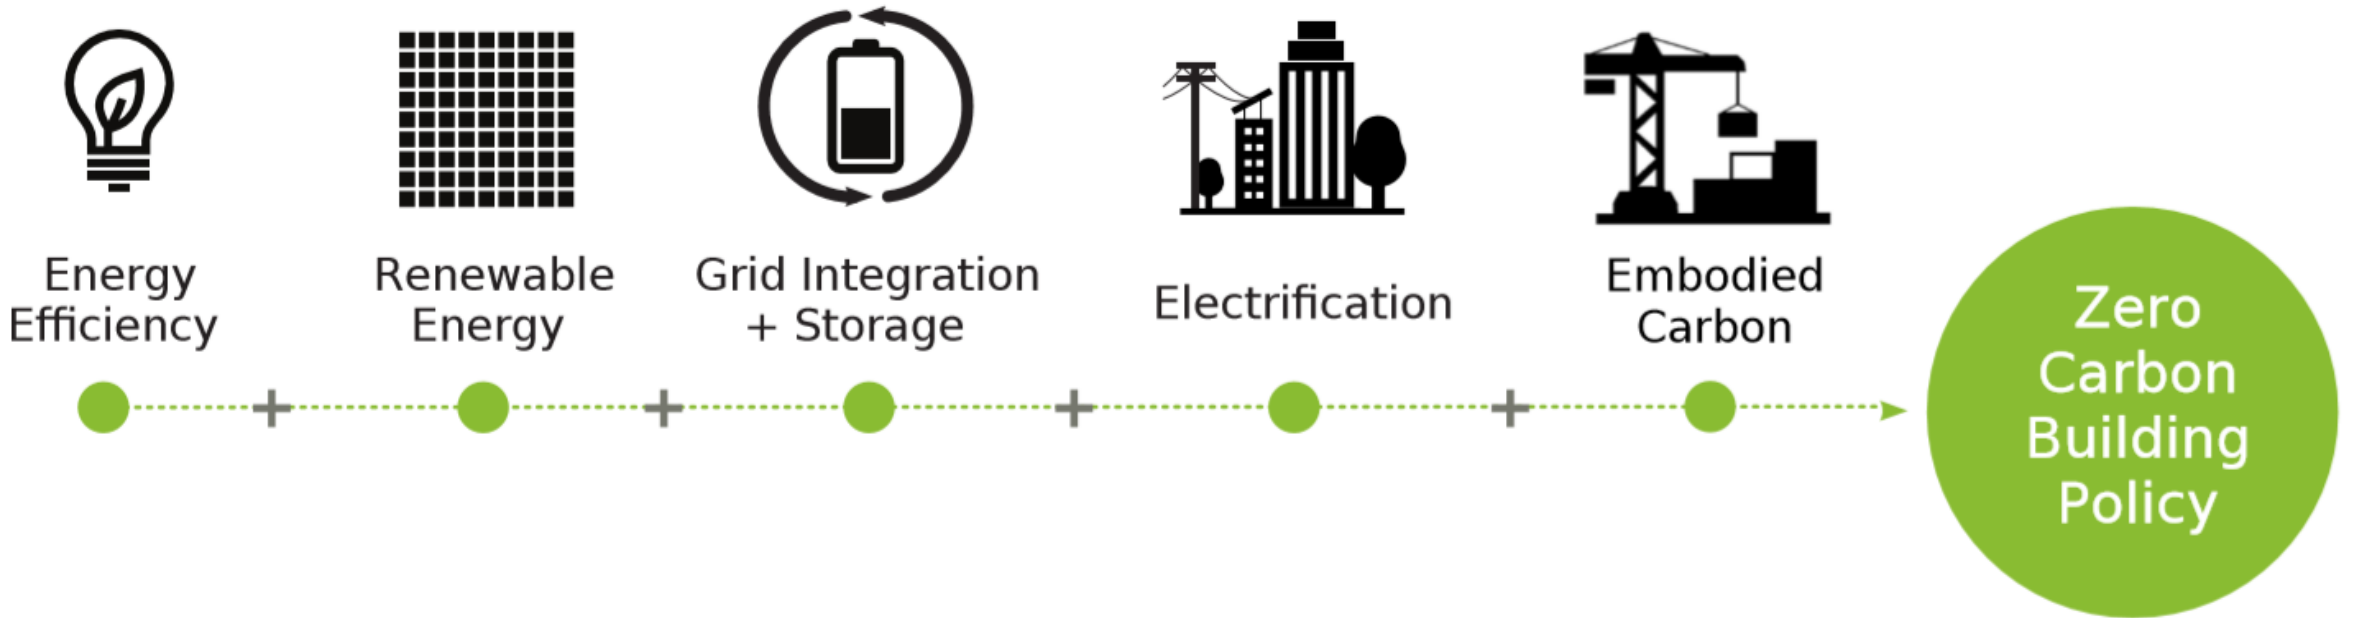 Energy
Efficiency
Renewable
Energy
Grid Integration
+ Storage
Electrification
Embodied
Carbon
Zero
Carbon
Building
Policy